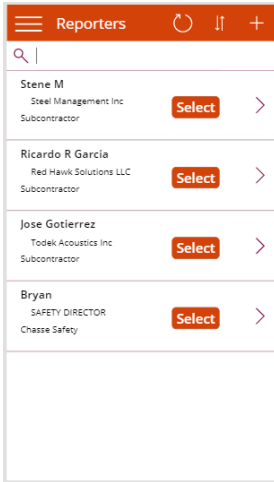 Reporters
Stene M
Steel Management Inc
Subcontractor
Select
Ricardo R Garcia
Red Hawk Solutions LLC
Subcontractor
Select
Jose Gotierrez
Todek Acoustics Inc
Subcontractor
Select
Bryan
SAFETY DIRECTOR
Chasse Safety
Select